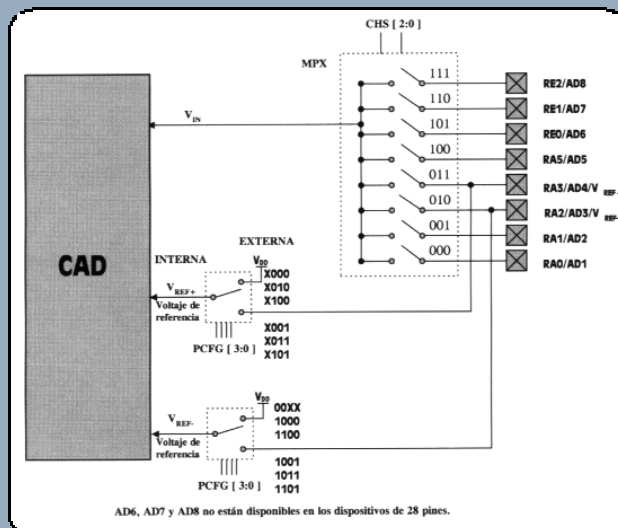 CHS [ 2:0 ]
MPX
111
110
101
100
011
010
001
000
RE2/AD8
RE1/AD7
RE0/AD6
RA5/AD5
RA3/AD4/V REF+
RA2/AD3/V REF-
RA1/AD2
RA0/AD1
V IN
CAD
INTERNA
EXTERNA
V DD
X000
X010
X100
V REF+
Voltaje de
referencia
X001
X011
X101
PCFG [ 3:0 ]
V DD
00XX
1000
1100
V REF-
Voltaje de
referencia
1001
1011
1101
PCFG [ 3:0 ]
AD6, AD7 y AD8 no están disponibles en los dispositivos de 28 pines.